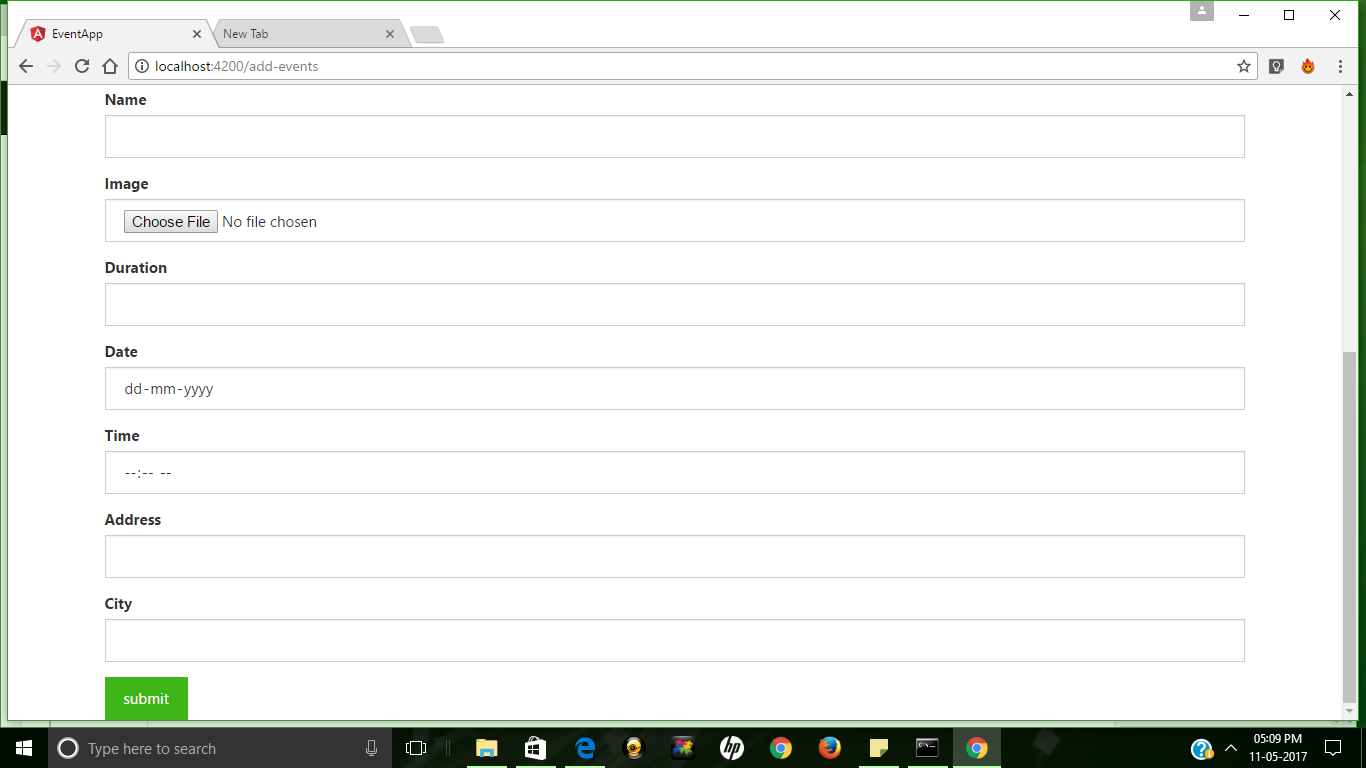 EventApp
New Tab
localhost:4200/add-events
Name
Image
Choose File No file chosen
Duration
Date
dd-mm-yyyy
Time
--:-- --
Address
City
submit
Type here to search
hp
05:09 PM
11-05-2017